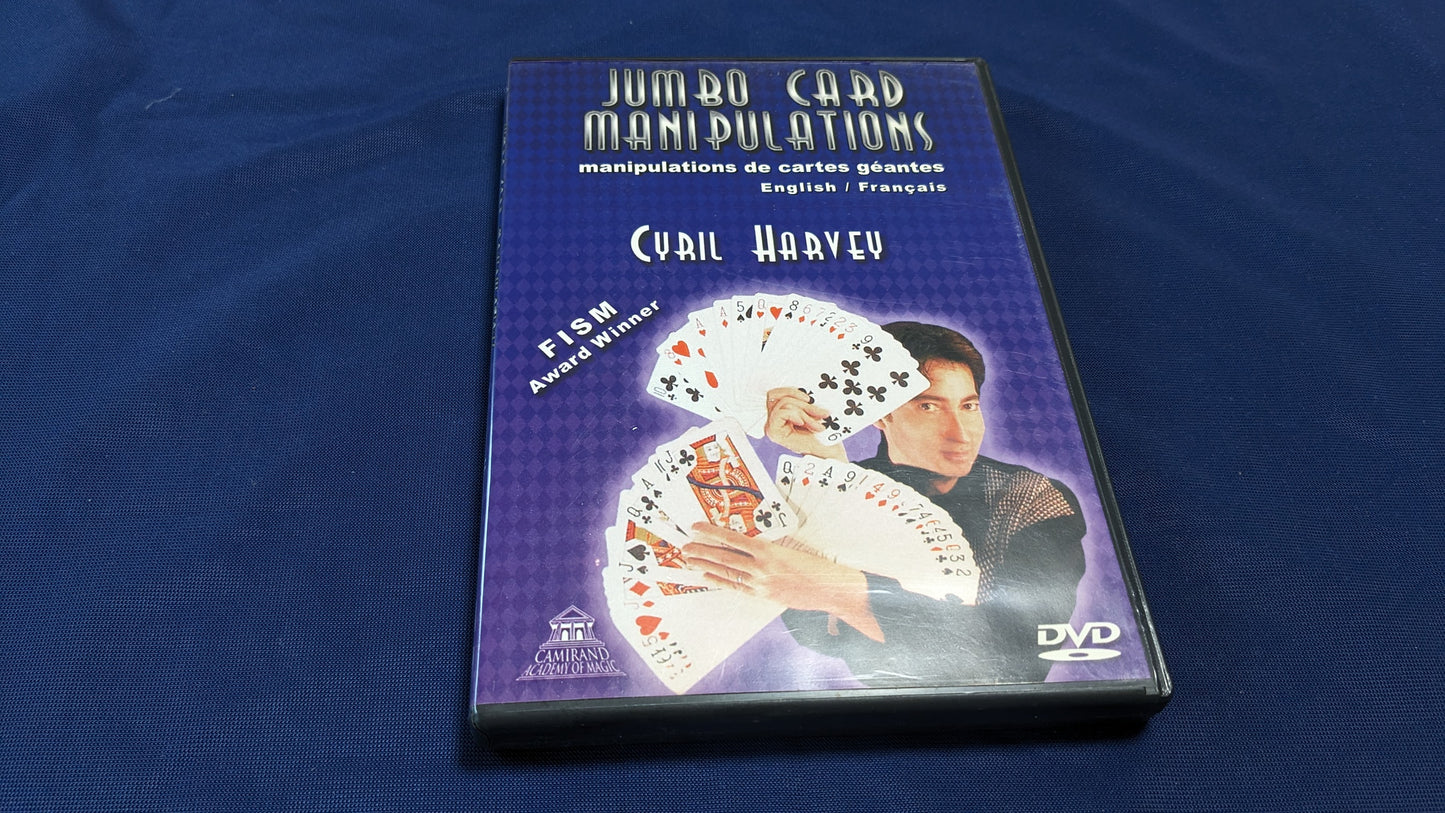 JUMBO CARD
MANIPULATIONS
manipulations de cartes géantes
English / Français
CYRIL HARVEY
FISM
Award Winner
CAMIRAND
ACADEMY OF MAGIC
DVD